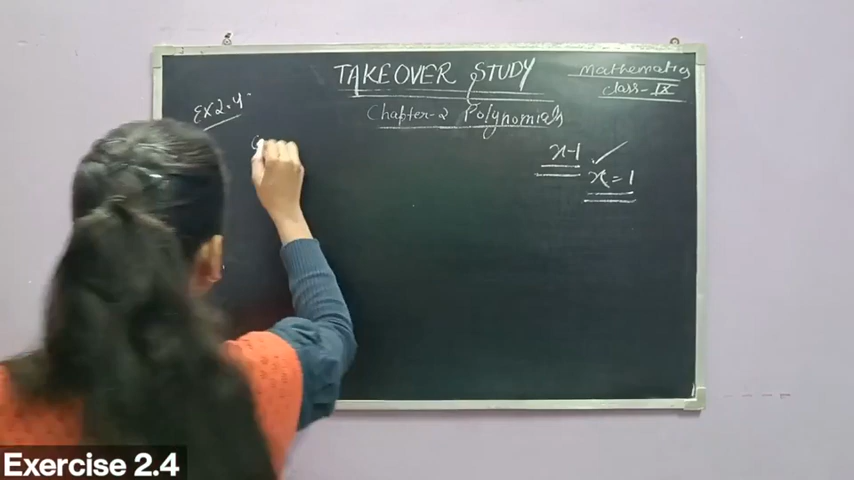 TAKEOVER STUDY
Mathematics
class-IX
Ex 2.4
Chapter-2 Polynomials
x-1
x = 1
Exercise 2.4